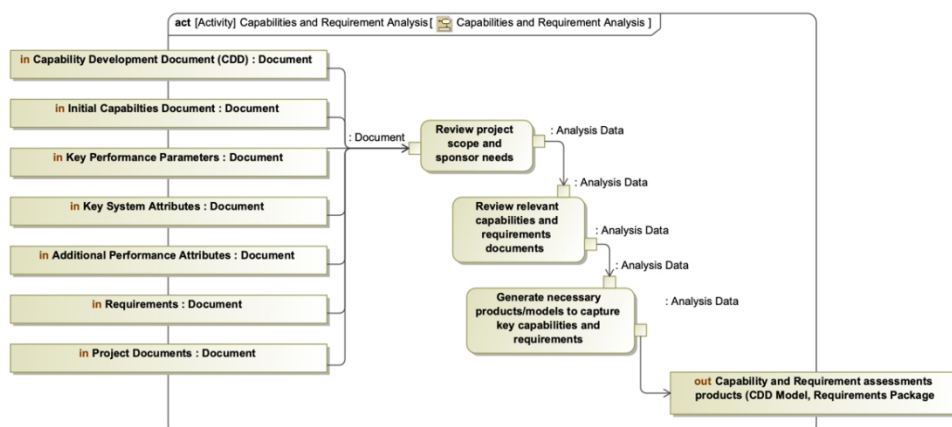 act [Activity] Capabilities and Requirement Analysis [ Capabilities and Requirement Analysis ]
in Capability Development Document (CDD) : Document
in Initial Capabilties Document : Document
in Key Performance Parameters : Document
in Key System Attributes : Document
in Additional Performance Attributes : Document
in Requirements : Document
in Project Documents : Document
: Document
Review project
scope and
sponsor needs
: Analysis Data
: Analysis Data
Review relevant
capabilities and
requirements
documents
: Analysis Data
: Analysis Data
Generate necessary
products/models to capture
key capabilities and
requirements
: Analysis Data
out Capability and Requirement assessments
products (CDD Model, Requirements Package